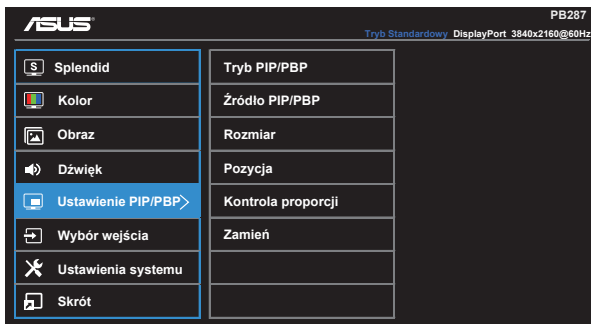 ASUS
PB287
Tryb Standardowy DisplayPort 3840x2160@60Hz
S Splendid
Kolor
Obraz
Dźwięk
Ustawienie PIP/PBP
Wybór wejścia
Ustawienia systemu
Skrót
Tryb PIP/PBP
Źródło PIP/PBP
Rozmiar
Pozycja
Kontrola proporcji
Zamień